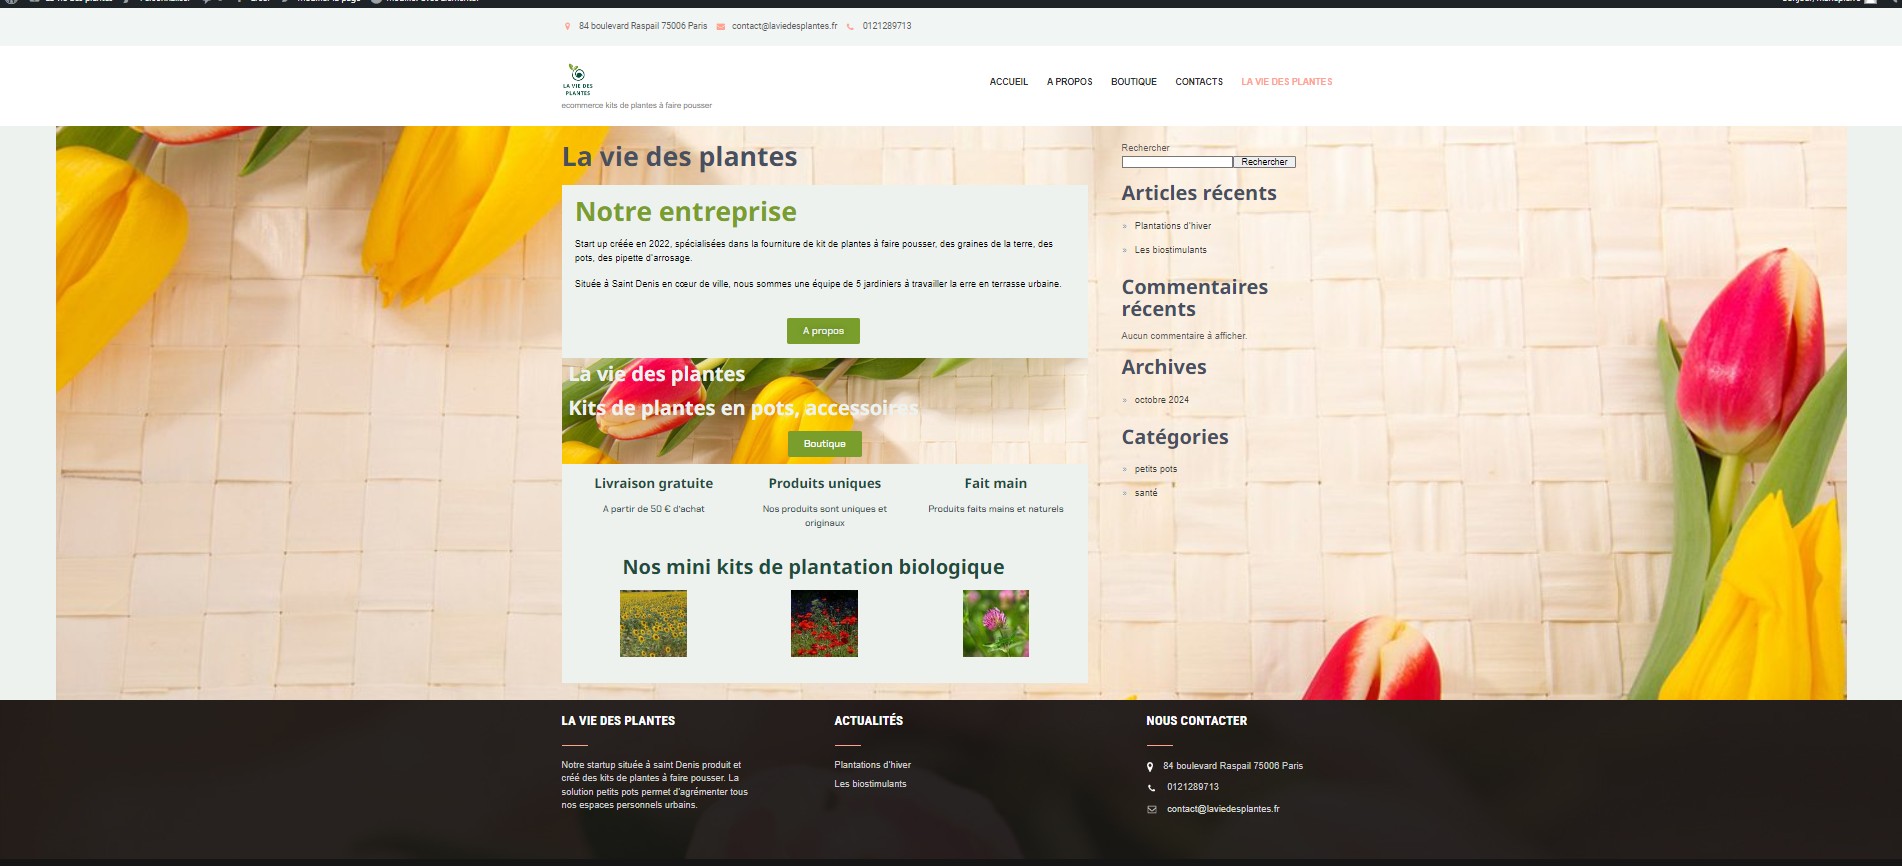 84 boulevard Raspail 75006 Paris contact@laviedesplantes.fr 0121289713
LA VIE DES
PLANTES
ecommerce kits de plantes à faire pousser
ACCUEIL A PROPOS BOUTIQUE CONTACTS LA VIE DES PLANTES
La vie des plantes
Notre entreprise
Start up créée en 2022, spécialisées dans la fourniture de kit de plantes à faire pousser, des graines de la terre, des
pots, des pipette d'arrosage.
Située à Saint Denis en cœur de ville, nous sommes une équipe de 5 jardiniers à travailler la erre en terrasse urbaine.
A propos
La vie des plantes
Kits de plantes en pots, accessoires
Boutique
Livraison gratuite
A partir de 50 € d'achat
Produits uniques
Nos produits sont uniques et
originaux
Fait main
Produits faits mains et naturels
Nos mini kits de plantation biologique
Rechercher
Rechercher
Articles récents
» Plantations d'hiver
» Les biostimulants
Commentaires
récents
Aucun commentaire à afficher.
Archives
» octobre 2024
Catégories
» petits pots
» santé
LA VIE DES PLANTES
Notre startup située à saint Denis produit et
créé des kits de plantes à faire pousser. La
solution petits pots permet d'agrémenter tous
nos espaces personnels urbains.
ACTUALITÉS
Plantations d'hiver
Les biostimulants
NOUS CONTACTER
84 boulevard Raspail 75006 Paris
0121289713
contact@laviedesplantes.fr